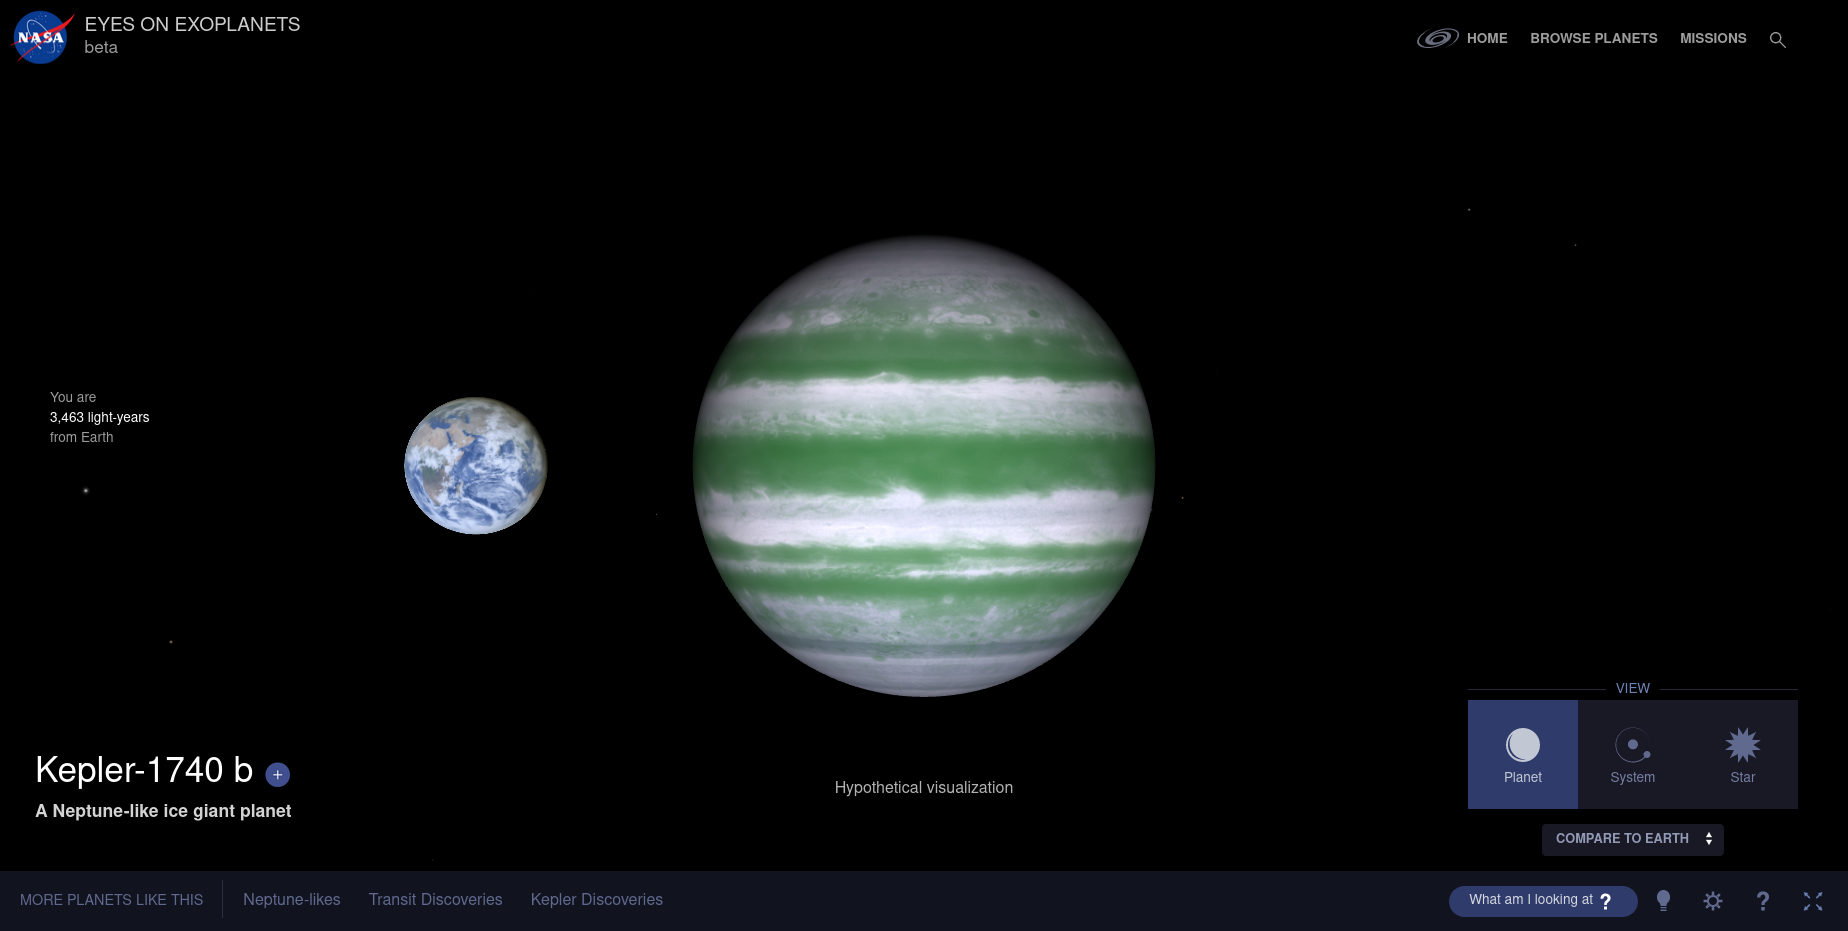 NASA
EYES ON EXOPLANETS
beta
HOME
BROWSE PLANETS
MISSIONS
You are
3,463 light-years
from Earth
Kepler-1740 b +
A Neptune-like ice giant planet
Hypothetical visualization
VIEW
Planet
System
Star
COMPARE TO EARTH
MORE PLANETS LIKE THIS
Neptune-likes
Transit Discoveries
Kepler Discoveries
What am I looking at ?
?